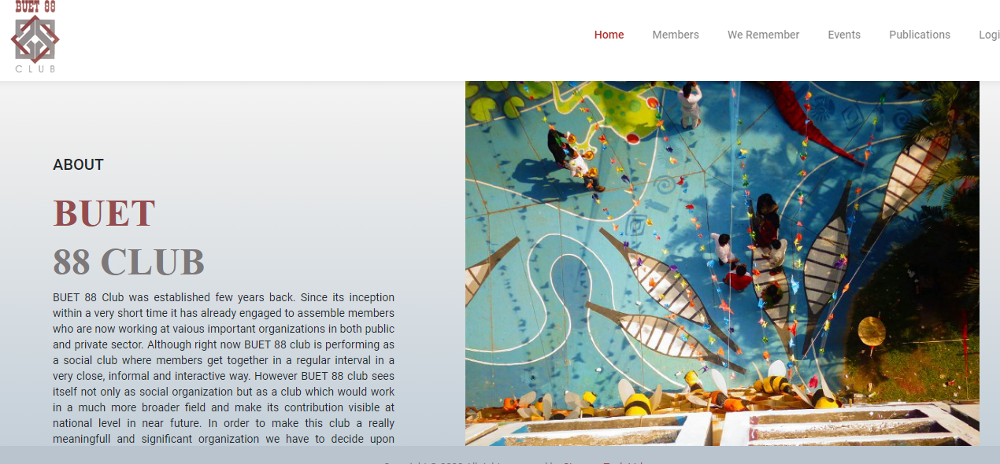 BUET 88
CLUB
Home Members We Remember Events Publications Logi
ABOUT
BUET
88 CLUB
BUET 88 Club was established few years back. Since its inception
within a very short time it has already engaged to assemble members
who are now working at vaious important organizations in both public
and private sector. Although right now BUET 88 club is performing as
a social club where members get together in a regular interval in a
very close, informal and interactive way. However BUET 88 club sees
itself not only as social organization but as a club which would work
in a much more broader field and make its contribution visible at
national level in near future. In order to make this club a really
meaningfull and significant organization we have to decide upon